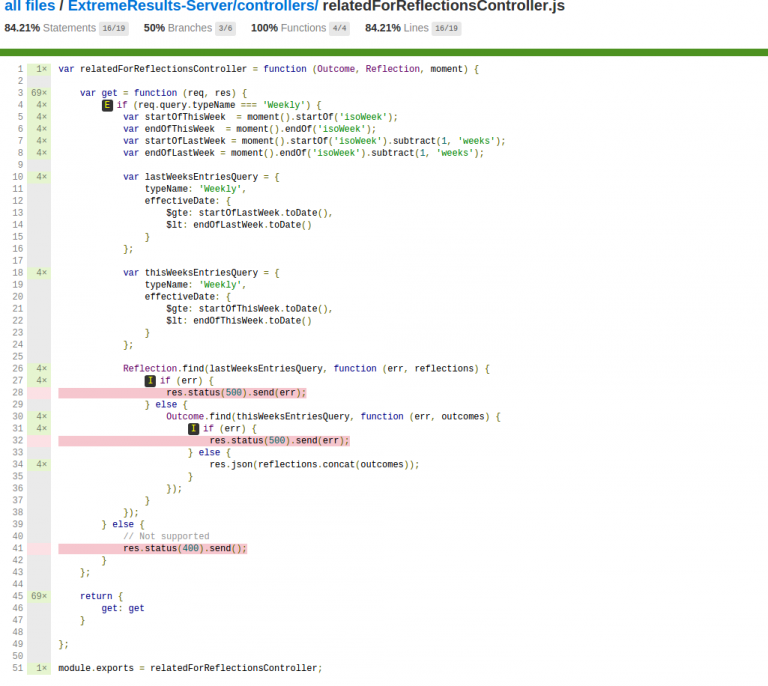 all files / ExtremeResults-Server/controllers/ relatedForReflectionsController.js
84.21% Statements 16/19 50% Branches 3/6 100% Functions 4/4 84.21% Lines 16/19
1 1× var relatedForReflectionsController = function (Outcome, Reflection, moment) {
2
3 69× var get = function (req, res) {
4 4× E if (req.query.typeName === 'Weekly') {
5 4× var startOfThisWeek = moment().startOf('isoWeek');
6 4× var endOfThisWeek = moment().endOf('isoWeek');
7 4× var startOfLastWeek = moment().startOf('isoWeek').subtract(1, 'weeks');
8 4× var endOfLastWeek = moment().endOf('isoWeek').subtract(1, 'weeks');
9
10 4× var lastWeeksEntriesQuery = {
11 typeName: 'Weekly',
12 effectiveDate: {
13 $gte: startOfLastWeek.toDate(),
14 $lt: endOfLastWeek.toDate()
15 }
16 };
17
18 4× var thisWeeksEntriesQuery = {
19 typeName: 'Weekly',
20 effectiveDate: {
21 $gte: startOfThisWeek.toDate(),
22 $lt: endOfThisWeek.toDate()
23 }
24 };
25
26 4× Reflection.find(lastWeeksEntriesQuery, function (err, reflections) {
27 4× I if (err) {
28 res.status(500).send(err);
29 } else {
30 4× Outcome.find(thisWeeksEntriesQuery, function (err, outcomes) {
31 4× I if (err) {
32 res.status(500).send(err);
33 } else {
34 4× res.json(reflections.concat(outcomes));
35 }
36 });
37 }
38 });
39 } else {
40 // Not supported
41 res.status(400).send();
42 }
43 };
44
45 69× return {
46 get: get
47 }
48
49 };
50
51 1× module.exports = relatedForReflectionsController;